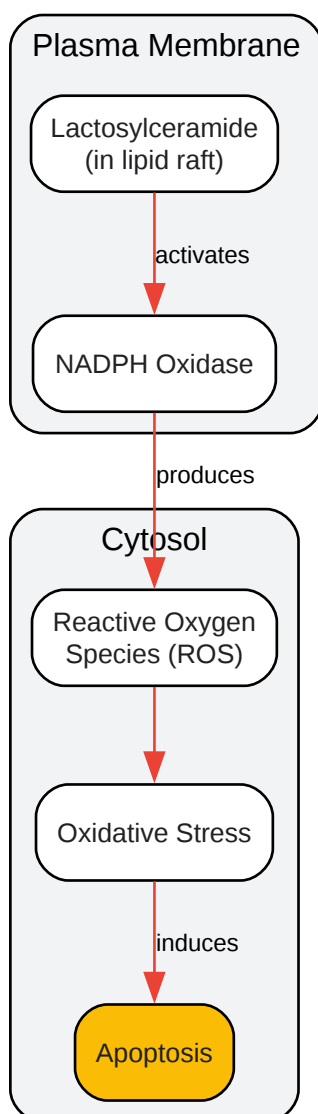 Plasma Membrane
Lactosylceramide
(in lipid raft)
activates
NADPH Oxidase
produces
Cytosol
Reactive Oxygen
Species (ROS)
Oxidative Stress
induces
Apoptosis